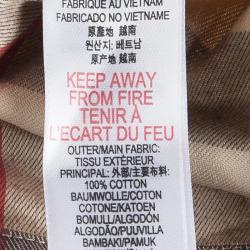 FABRIQUÉ AU VIETNAM
FABRICADO NO VIETNAME
原產地 越南
원산지: 베트남
原産地 越南
KEEP AWAY
FROM FIRE
TENIR À
L'ECART DU FEU
OUTER/MAIN FABRIC:
TISSU EXTÉRIEUR
PRINCIPAL: 外部/主要布料:
100% COTTON
BAUMWOLLE/COTON
COTONE/KATOEN
BOMULL/ALGODÓN
ALGODÃO/PUUVILLA
BAMBAKI/PAMUK